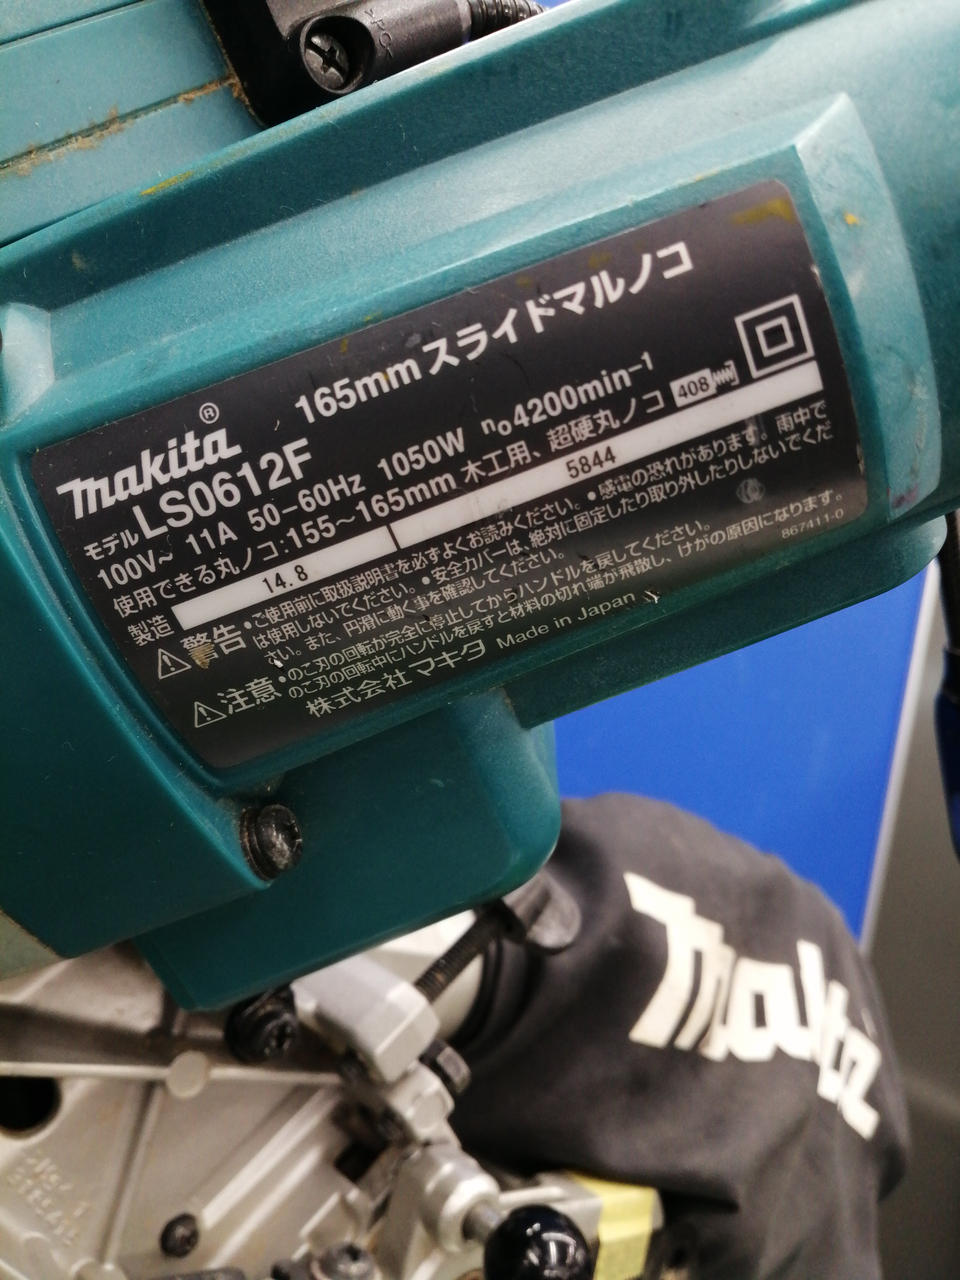 >PC<
165mmスライドマルノコ
makita®
モデル LS0612F
100V～ 11A 50-60Hz 1050W n₀4200min⁻¹
使用できる丸ノコ:155～165mm 木工用、超硬丸ノコ 408
製造 14.8 5844
⚠警告 •ご使用前に取扱説明書を必ずよくお読みください。 •感電の恐れがあります。雨中で
は使用しないでください。 •安全カバーは、絶対に固定したり取り外したりしないでくだ
さい。また、円滑に動く事を確認してください。
⚠注意 •のこ刃の回転が完全に停止してからハンドルを戻してください。
のこ刃の回転中にハンドルを戻すと材料の切れ端が飛散し、けがの原因になります。
株式会社 マキタ Made in Japan
867411-0
makita